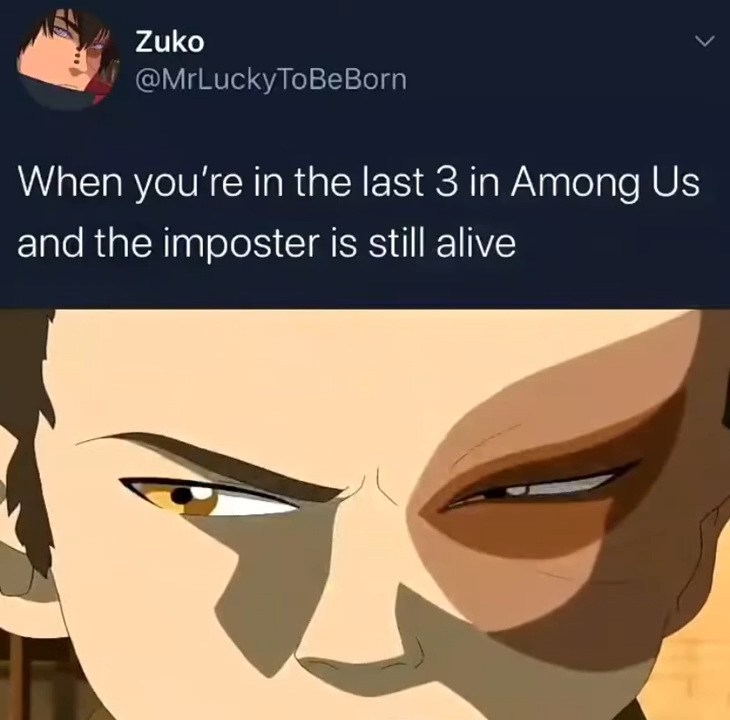 Zuko
@MrLuckyToBeBorn
When you're in the last 3 in Among Us
and the imposter is still alive